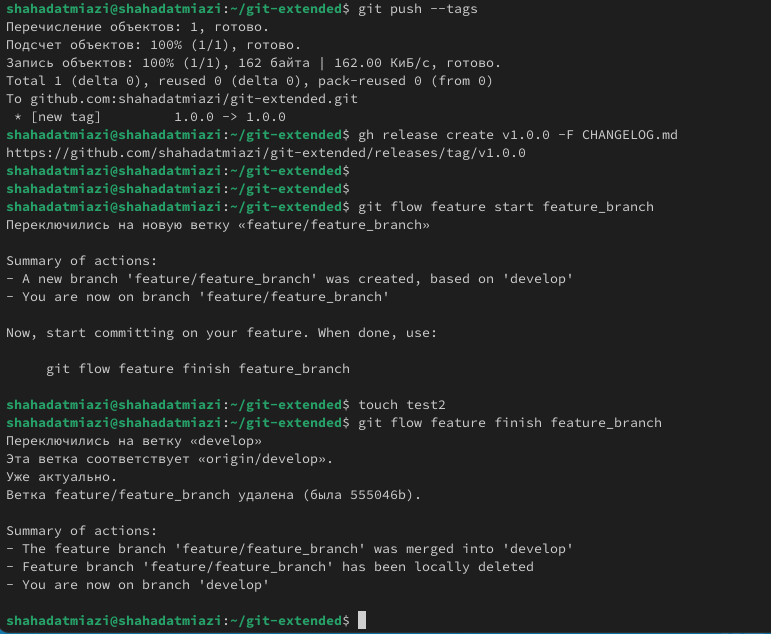 shahadatmiazi@shahadatmiazi:~/git-extended$ git push --tags
Перечисление объектов: 1, готово.
Подсчет объектов: 100% (1/1), готово.
Запись объектов: 100% (1/1), 162 байта | 162.00 КиБ/с, готово.
Total 1 (delta 0), reused 0 (delta 0), pack-reused 0 (from 0)
To github.com:shahadatmiazi/git-extended.git
 * [new tag]         1.0.0 -> 1.0.0
shahadatmiazi@shahadatmiazi:~/git-extended$ gh release create v1.0.0 -F CHANGELOG.md
https://github.com/shahadatmiazi/git-extended/releases/tag/v1.0.0
shahadatmiazi@shahadatmiazi:~/git-extended$
shahadatmiazi@shahadatmiazi:~/git-extended$
shahadatmiazi@shahadatmiazi:~/git-extended$ git flow feature start feature_branch
Переключились на новую ветку «feature/feature_branch»

Summary of actions:
- A new branch 'feature/feature_branch' was created, based on 'develop'
- You are now on branch 'feature/feature_branch'

Now, start committing on your feature. When done, use:

     git flow feature finish feature_branch

shahadatmiazi@shahadatmiazi:~/git-extended$ touch test2
shahadatmiazi@shahadatmiazi:~/git-extended$ git flow feature finish feature_branch
Переключились на ветку «develop»
Эта ветка соответствует «origin/develop».
Уже актуально.
Ветка feature/feature_branch удалена (была 555046b).

Summary of actions:
- The feature branch 'feature/feature_branch' was merged into 'develop'
- Feature branch 'feature/feature_branch' has been locally deleted
- You are now on branch 'develop'

shahadatmiazi@shahadatmiazi:~/git-extended$